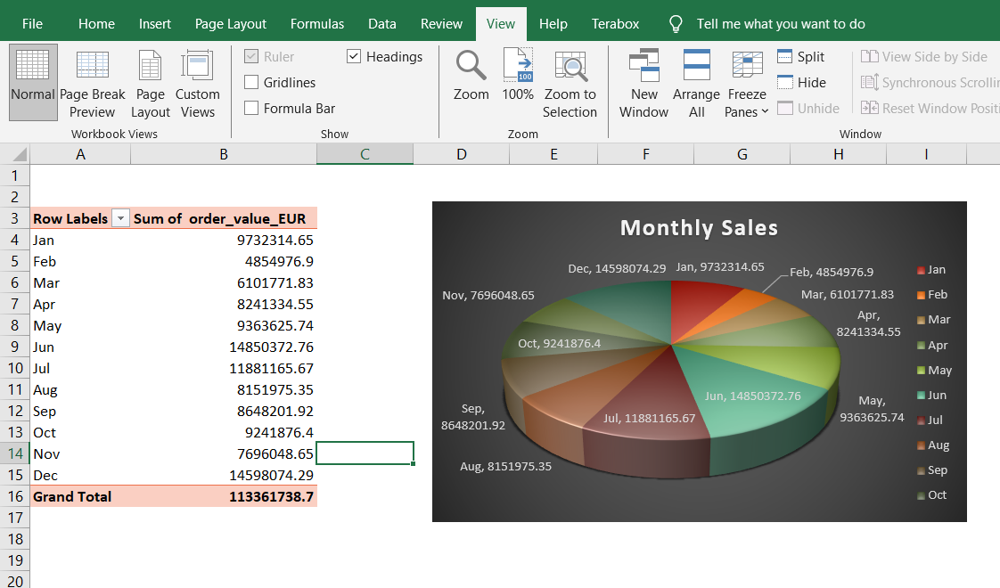 File Home Insert Page Layout Formulas Data Review View Help Terabox Tell me what you want to do
Normal Page Break Preview Page Layout Custom Views
Workbook Views
Ruler Headings
Gridlines
Formula Bar
Show
Zoom 100% Zoom to Selection
100
Zoom
New Window Arrange All Freeze Panes
Split
Hide
Unhide
View Side by Side
Synchronous Scrollin
Reset Window Positi
Window
A B C D E F G H I
1
2
3 Row Labels Sum of order_value_EUR
4 Jan 9732314.65
5 Feb 4854976.9
6 Mar 6101771.83
7 Apr 8241334.55
8 May 9363625.74
9 Jun 14850372.76
10 Jul 11881165.67
11 Aug 8151975.35
12 Sep 8648201.92
13 Oct 9241876.4
14 Nov 7696048.65
15 Dec 14598074.29
16 Grand Total 113361738.7
17
18
19
20
Monthly Sales
Dec, 14598074.29 Jan, 9732314.65
Feb, 4854976.9
Nov, 7696048.65
Mar, 6101771.83
Apr,
8241334.55
Oct, 9241876.4
Jun, 14850372.76
May,
9363625.74
Sep,
8648201.92
Jul, 11881165.67
Aug, 8151975.35
Jan
Feb
Mar
Apr
May
Jun
Jul
Aug
Sep
Oct